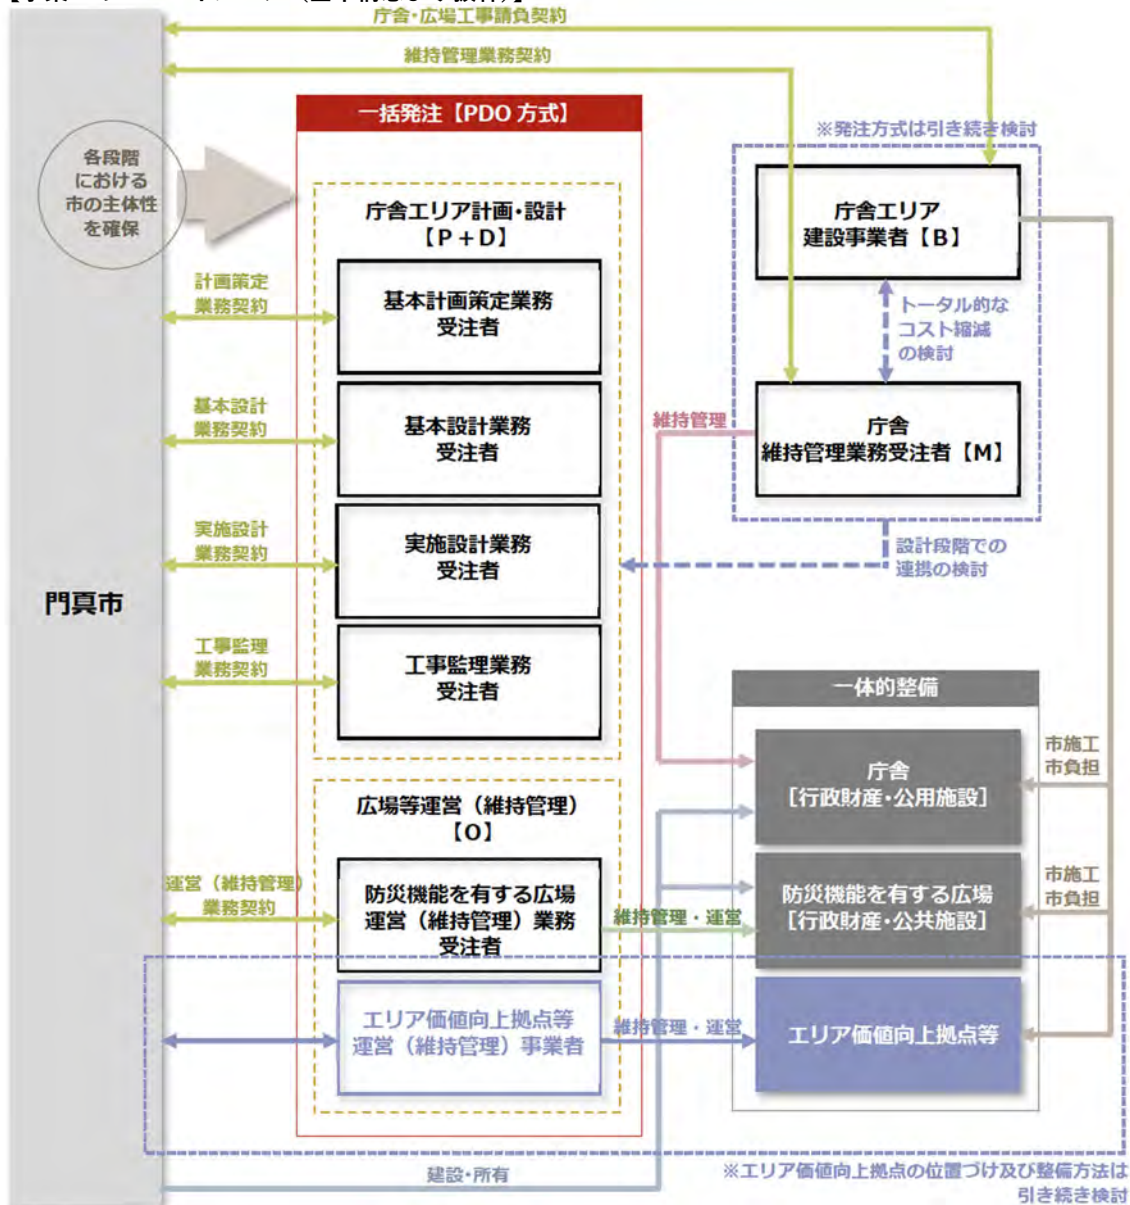 庁舎・広場工事請負契約
維持管理業務契約
一括発注【PDO 方式】
※発注方式は引き続き検討
各段階
における
市の主体性
を確保
庁舎エリア計画・設計
【P+D】
庁舎エリア
建設事業者【B】
計画策定
業務契約
基本計画策定業務
受注者
トータル的な
コスト縮減
の検討
基本設計
業務契約
基本設計業務
受注者
維持管理
庁舎
維持管理業務受注者【M】
実施設計
業務契約
実施設計業務
受注者
設計段階での
連携の検討
門真市
工事監理
業務契約
工事監理業務
受注者
一体的整備
庁舎
[行政財産・公用施設]
市施工
市負担
広場等運営（維持管理）
【O】
運営（維持管理）
業務契約
防災機能を有する広場
運営（維持管理）業務
受注者
維持管理・運営
防災機能を有する広場
[行政財産・公共施設]
市施工
市負担
エリア価値向上拠点等
運営（維持管理）事業者
維持管理・運営
エリア価値向上拠点等
建設・所有
※エリア価値向上拠点の位置づけ及び整備方法は
引き続き検討